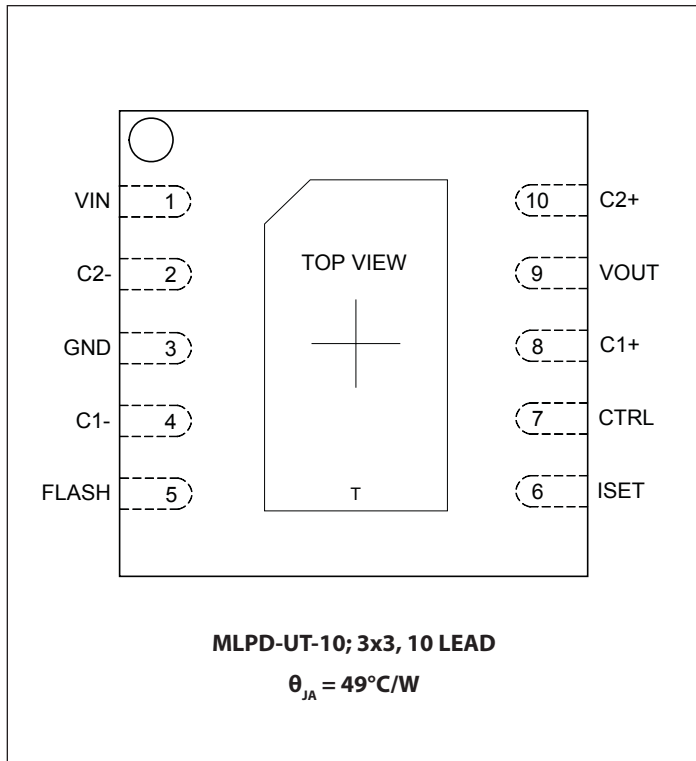 VIN 1
C2- 2
GND 3
C1- 4
FLASH 5
TOP VIEW
T
10 C2+
9 VOUT
8 C1+
7 CTRL
6 ISET
MLPD-UT-10; 3x3, 10 LEAD
θJA = 49°C/W